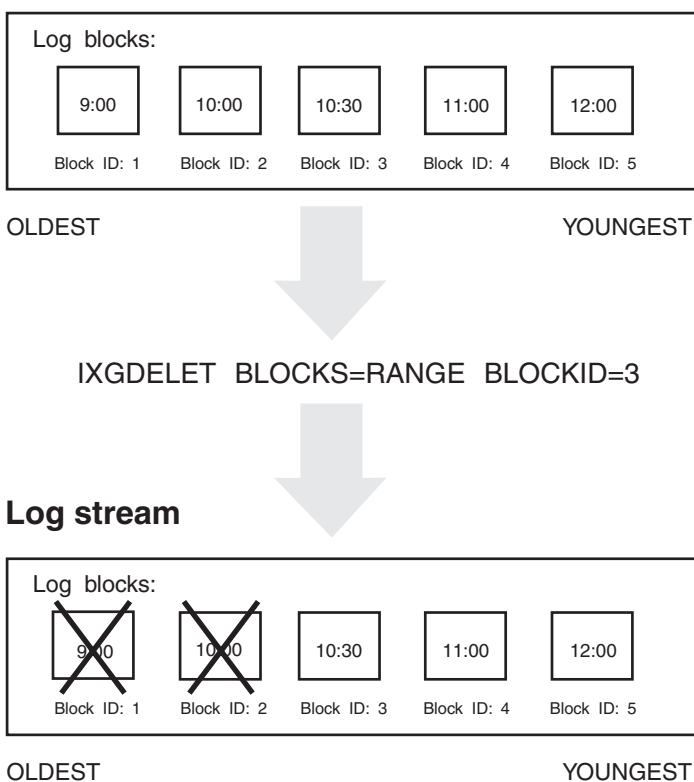 Log blocks:
9:00 10:00 10:30 11:00 12:00
Block ID: 1 Block ID: 2 Block ID: 3 Block ID: 4 Block ID: 5
OLDEST YOUNGEST
IXGDELET BLOCKS=RANGE BLOCKID=3
Log stream
Log blocks:
9:00 10:00 10:30 11:00 12:00
Block ID: 1 Block ID: 2 Block ID: 3 Block ID: 4 Block ID: 5
OLDEST YOUNGEST